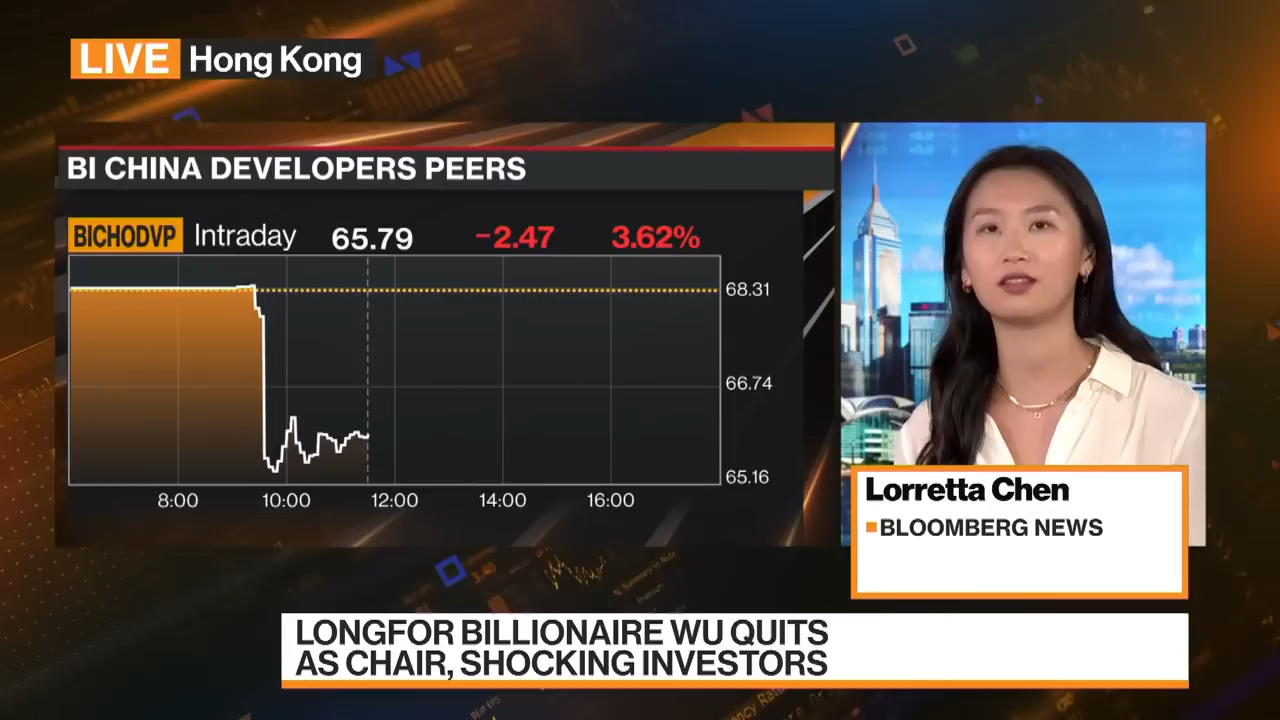 LIVE Hong Kong
BI CHINA DEVELOPERS PEERS
BICHODVP Intraday 65.79 -2.47 3.62%
68.31
66.74
65.16
8:00 10:00 12:00 14:00 16:00
Lorretta Chen
BLOOMBERG NEWS
LONGFOR BILLIONAIRE WU QUITS
AS CHAIR, SHOCKING INVESTORS